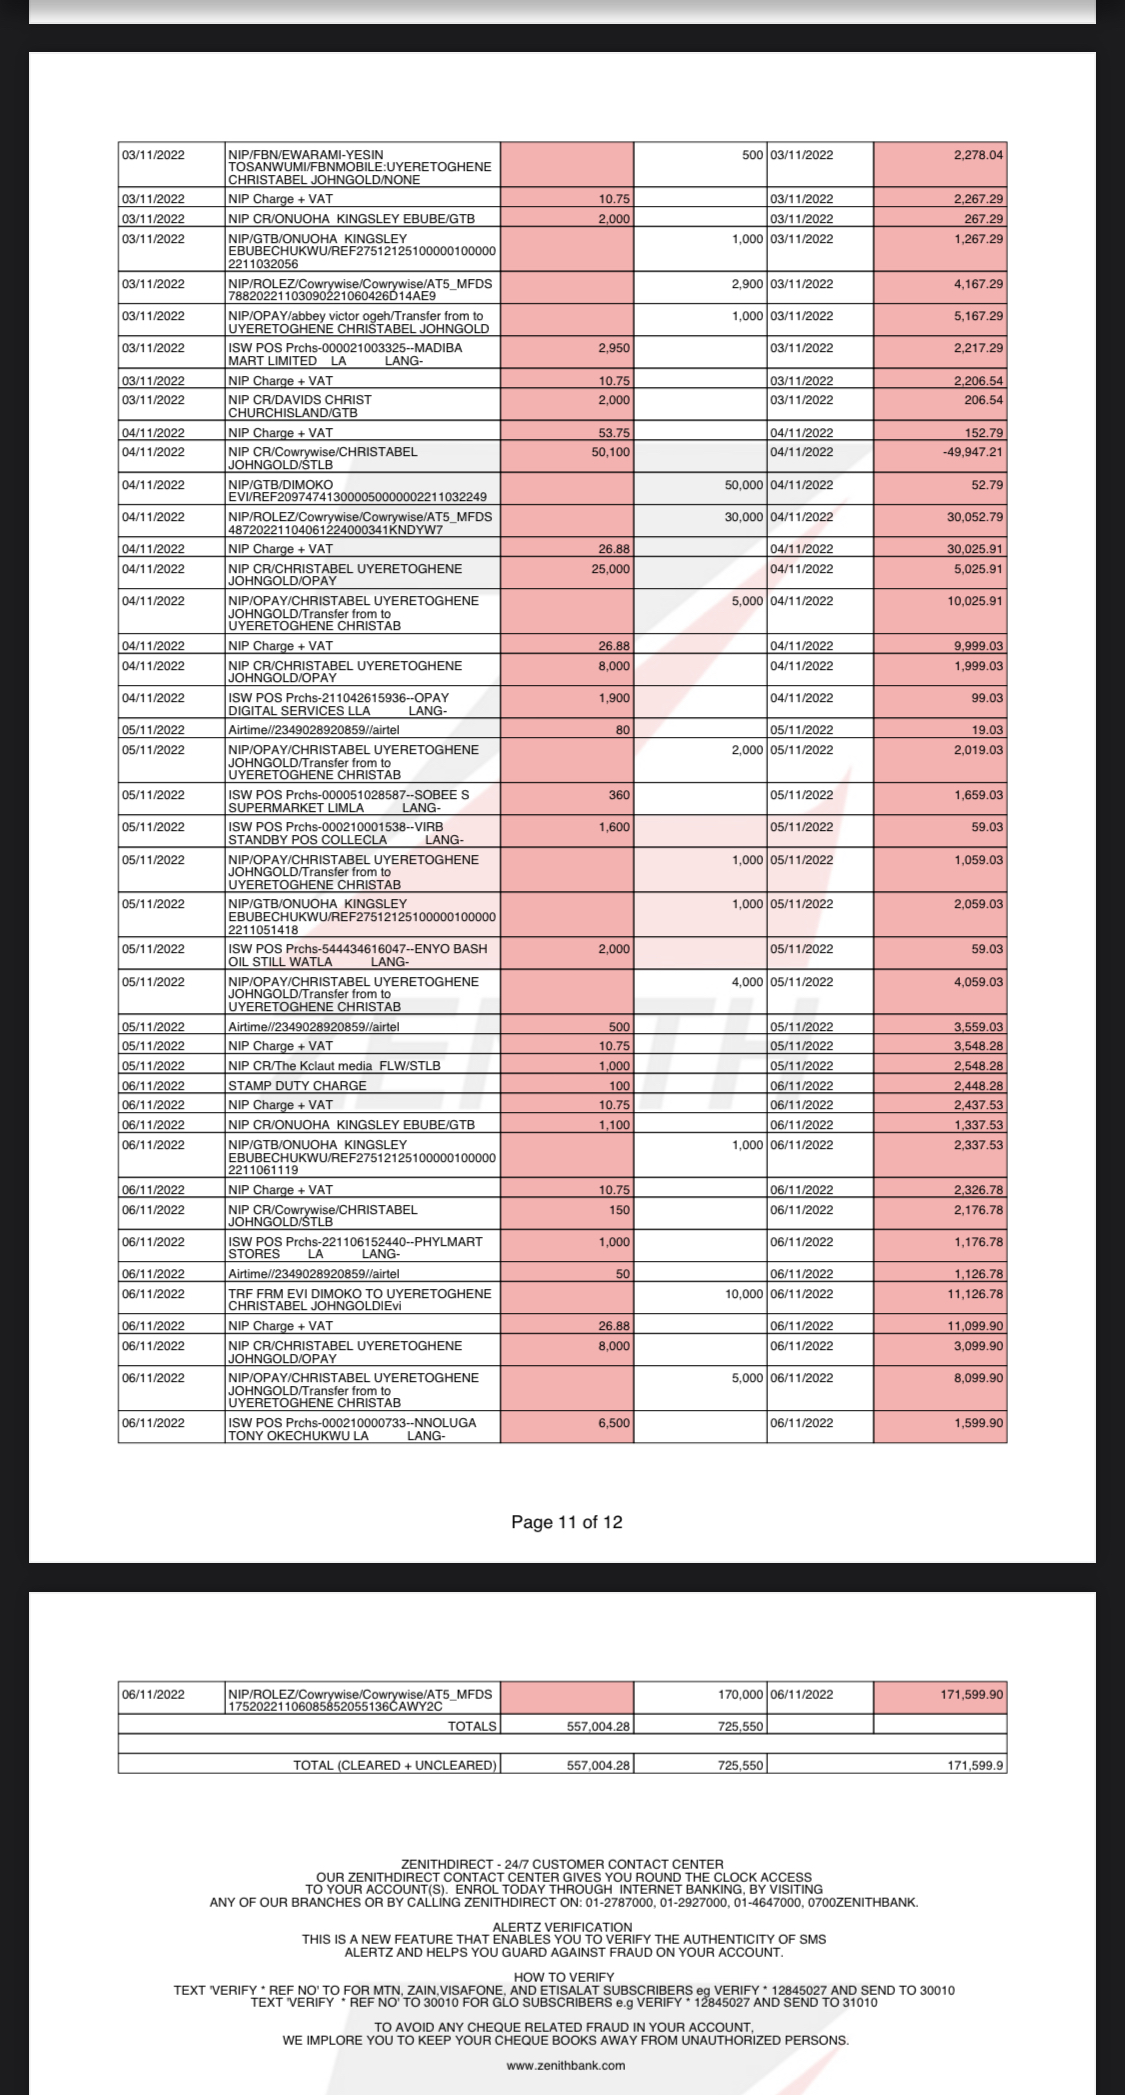 03/11/2022 NIP/FBN/EWARAMI-YESIN 500 03/11/2022 2,278.04
TOSANWUMI/FBNMOBILE:UYERETOGHENE
CHRISTABEL JOHNGOLD/NONE
03/11/2022 NIP Charge + VAT 10.75 03/11/2022 2,267.29
03/11/2022 NIP CR/ONUOHA KINGSLEY EBUBE/GTB 2,000 03/11/2022 267.29
03/11/2022 NIP/GTB/ONUOHA KINGSLEY 1,000 03/11/2022 1,267.29
EBUBECHUKWU/REF27512125100000100000
2211032056
03/11/2022 NIP/ROLEZ/Cowrywise/Cowrywise/AT5_MFDS 2,900 03/11/2022 4,167.29
78820221103090221060426D14AE9
03/11/2022 NIP/OPAY/abbey victor ogeh/Transfer from to 1,000 03/11/2022 5,167.29
UYERETOGHENE CHRISTABEL JOHNGOLD
03/11/2022 ISW POS Prchs-000021003325--MADIBA 2,950 03/11/2022 2,217.29
MART LIMITED LA LANG-
03/11/2022 NIP Charge + VAT 10.75 03/11/2022 2,206.54
03/11/2022 NIP CR/DAVIDS CHRIST 2,000 03/11/2022 206.54
CHURCHISLAND/GTB
04/11/2022 NIP Charge + VAT 53.75 04/11/2022 152.79
04/11/2022 NIP CR/Cowrywise/CHRISTABEL 50,100 04/11/2022 -49,947.21
JOHNGOLD/STLB
04/11/2022 NIP/GTB/DIMOKO 50,000 04/11/2022 52.79
EVI/REF209747413000050000002211032249
04/11/2022 NIP/ROLEZ/Cowrywise/Cowrywise/AT5_MFDS 30,000 04/11/2022 30,052.79
48720221104061224000341KNDYW7
04/11/2022 NIP Charge + VAT 26.88 04/11/2022 30,025.91
04/11/2022 NIP CR/CHRISTABEL UYERETOGHENE 25,000 04/11/2022 5,025.91
JOHNGOLD/OPAY
04/11/2022 NIP/OPAY/CHRISTABEL UYERETOGHENE 5,000 04/11/2022 10,025.91
JOHNGOLD/Transfer from to
UYERETOGHENE CHRISTAB
04/11/2022 NIP Charge + VAT 26.88 04/11/2022 9,999.03
04/11/2022 NIP CR/CHRISTABEL UYERETOGHENE 8,000 04/11/2022 1,999.03
JOHNGOLD/OPAY
04/11/2022 ISW POS Prchs-211042615936--OPAY 1,900 04/11/2022 99.03
DIGITAL SERVICES LLA LANG-
05/11/2022 Airtime//2349028920859//airtel 80 05/11/2022 19.03
05/11/2022 NIP/OPAY/CHRISTABEL UYERETOGHENE 2,000 05/11/2022 2,019.03
JOHNGOLD/Transfer from to
UYERETOGHENE CHRISTAB
05/11/2022 ISW POS Prchs-000051028587--SOBEE S 360 05/11/2022 1,659.03
SUPERMARKET LIMLA LANG-
05/11/2022 ISW POS Prchs-000210001538--VIRB 1,600 05/11/2022 59.03
STANDBY POS COLLECLA LANG-
05/11/2022 NIP/OPAY/CHRISTABEL UYERETOGHENE 1,000 05/11/2022 1,059.03
JOHNGOLD/Transfer from to
UYERETOGHENE CHRISTAB
05/11/2022 NIP/GTB/ONUOHA KINGSLEY 1,000 05/11/2022 2,059.03
EBUBECHUKWU/REF27512125100000100000
2211051418
05/11/2022 ISW POS Prchs-544434616047--ENYO BASH 2,000 05/11/2022 59.03
OIL STILL WATLA LANG-
05/11/2022 NIP/OPAY/CHRISTABEL UYERETOGHENE 4,000 05/11/2022 4,059.03
JOHNGOLD/Transfer from to
UYERETOGHENE CHRISTAB
05/11/2022 Airtime//2349028920859//airtel 500 05/11/2022 3,559.03
05/11/2022 NIP Charge + VAT 10.75 05/11/2022 3,548.28
05/11/2022 NIP CR/The Kclaut media FLW/STLB 1,000 05/11/2022 2,548.28
06/11/2022 STAMP DUTY CHARGE 100 06/11/2022 2,448.28
06/11/2022 NIP Charge + VAT 10.75 06/11/2022 2,437.53
06/11/2022 NIP CR/ONUOHA KINGSLEY EBUBE/GTB 1,100 06/11/2022 1,337.53
06/11/2022 NIP/GTB/ONUOHA KINGSLEY 1,000 06/11/2022 2,337.53
EBUBECHUKWU/REF27512125100000100000
2211061119
06/11/2022 NIP Charge + VAT 10.75 06/11/2022 2,326.78
06/11/2022 NIP CR/Cowrywise/CHRISTABEL 150 06/11/2022 2,176.78
JOHNGOLD/STLB
06/11/2022 ISW POS Prchs-221106152440--PHYLMART 1,000 06/11/2022 1,176.78
STORES LA LANG-
06/11/2022 Airtime//2349028920859//airtel 50 06/11/2022 1,126.78
06/11/2022 TRF FRM EVI DIMOKO TO UYERETOGHENE 10,000 06/11/2022 11,126.78
CHRISTABEL JOHNGOLDIEvi
06/11/2022 NIP Charge + VAT 26.88 06/11/2022 11,099.90
06/11/2022 NIP CR/CHRISTABEL UYERETOGHENE 8,000 06/11/2022 3,099.90
JOHNGOLD/OPAY
06/11/2022 NIP/OPAY/CHRISTABEL UYERETOGHENE 5,000 06/11/2022 8,099.90
JOHNGOLD/Transfer from to
UYERETOGHENE CHRISTAB
06/11/2022 ISW POS Prchs-000210000733--NNOLUGA 6,500 06/11/2022 1,599.90
TONY OKECHUKWU LA LANG-
ZENITH
Page 11 of 12
06/11/2022 NIP/ROLEZ/Cowrywise/Cowrywise/AT5_MFDS 170,000 06/11/2022 171,599.90
17520221106085852055136CAWY2C
TOTALS 557,004.28 725,550
TOTAL (CLEARED + UNCLEARED) 557,004.28 725,550 171,599.9
ZENITHDIRECT - 24/7 CUSTOMER CONTACT CENTER
OUR ZENITHDIRECT CONTACT CENTER GIVES YOU ROUND THE CLOCK ACCESS
TO YOUR ACCOUNT(S). ENROL TODAY THROUGH INTERNET BANKING, BY VISITING
ANY OF OUR BRANCHES OR BY CALLING ZENITHDIRECT ON: 01-2787000, 01-2927000, 01-4647000, 0700ZENITHBANK.
ALERTZ VERIFICATION
THIS IS A NEW FEATURE THAT ENABLES YOU TO VERIFY THE AUTHENTICITY OF SMS
ALERTZ AND HELPS YOU GUARD AGAINST FRAUD ON YOUR ACCOUNT.
HOW TO VERIFY
TEXT 'VERIFY * REF NO' TO FOR MTN, ZAIN,VISAFONE, AND ETISALAT SUBSCRIBERS eg VERIFY * 12845027 AND SEND TO 30010
TEXT 'VERIFY * REF NO' TO 30010 FOR GLO SUBSCRIBERS e.g VERIFY * 12845027 AND SEND TO 31010
TO AVOID ANY CHEQUE RELATED FRAUD IN YOUR ACCOUNT,
WE IMPLORE YOU TO KEEP YOUR CHEQUE BOOKS AWAY FROM UNAUTHORIZED PERSONS.
www.zenithbank.com